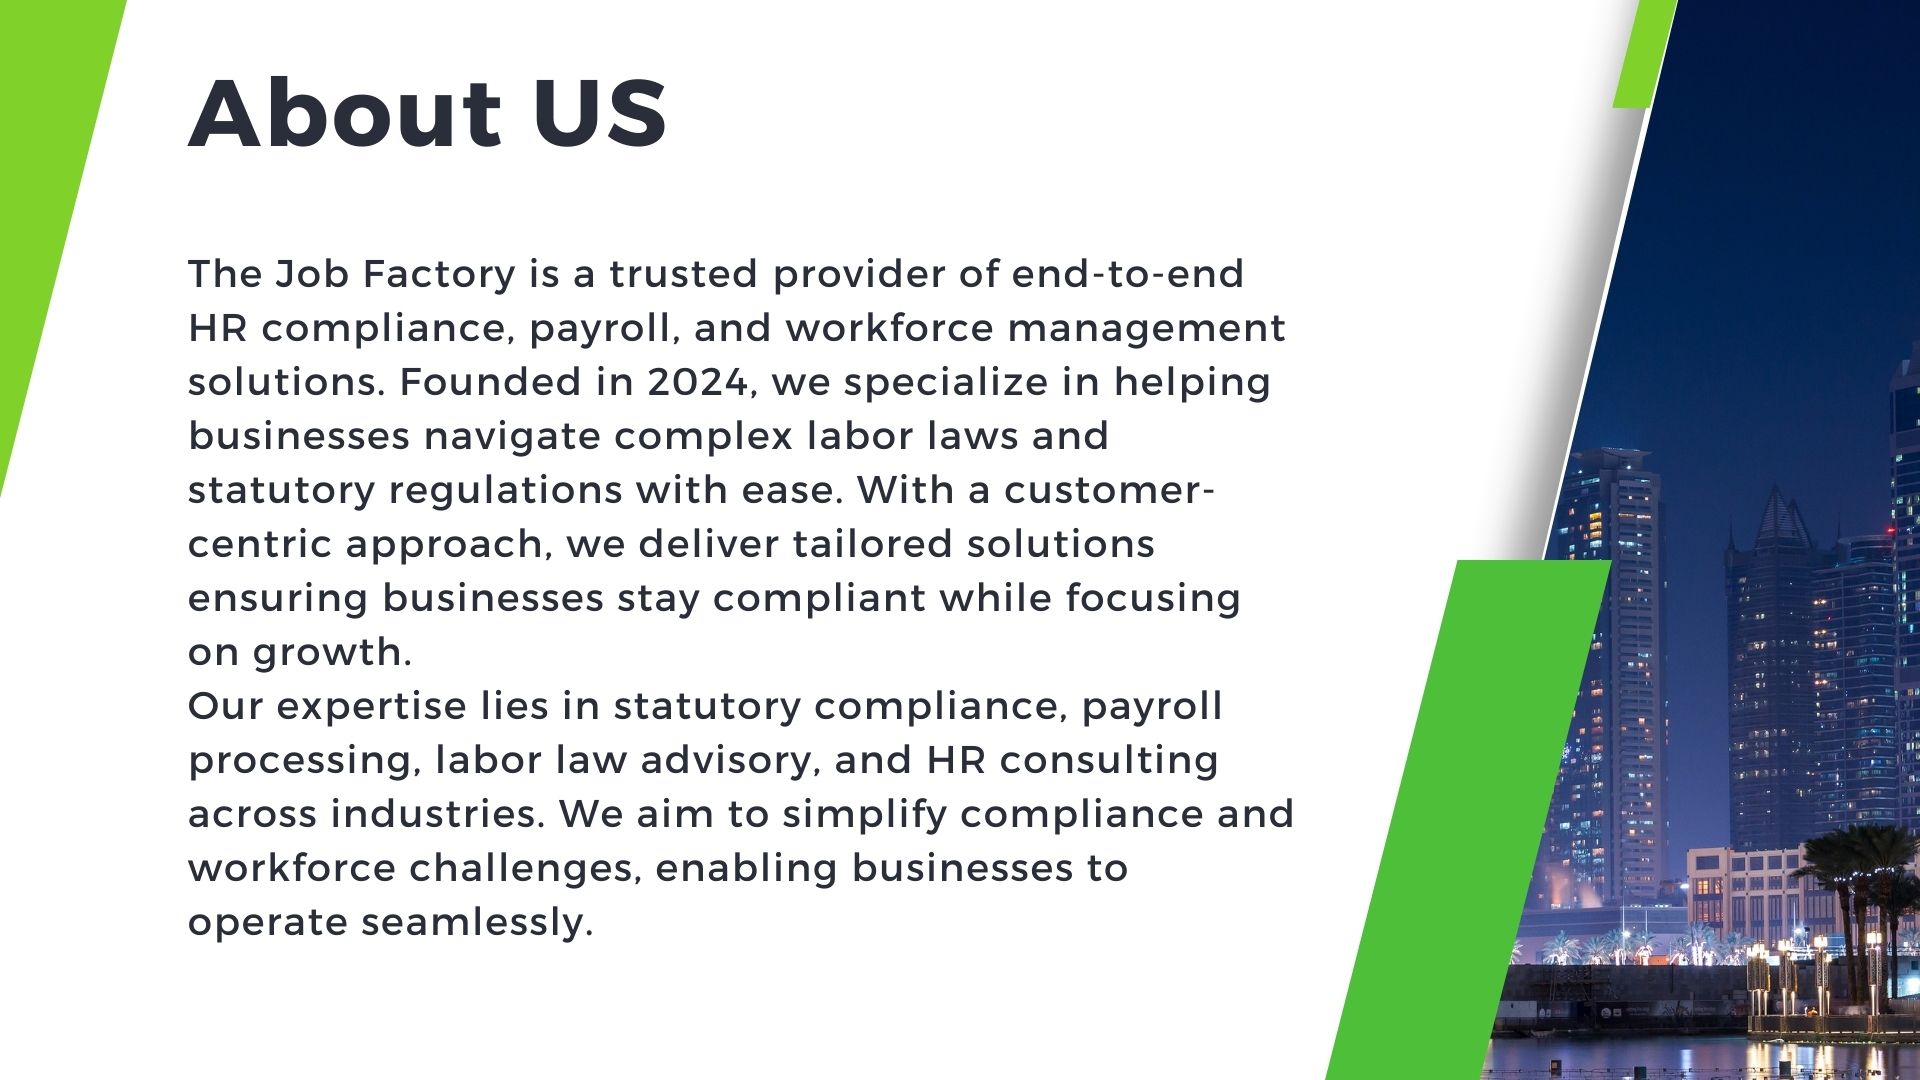 About US
The Job Factory is a trusted provider of end-to-end
HR compliance, payroll, and workforce management
solutions. Founded in 2024, we specialize in helping
businesses navigate complex labor laws and
statutory regulations with ease. With a customer-
centric approach, we deliver tailored solutions
ensuring businesses stay compliant while focusing
on growth.
Our expertise lies in statutory compliance, payroll
processing, labor law advisory, and HR consulting
across industries. We aim to simplify compliance and
workforce challenges, enabling businesses to
operate seamlessly.